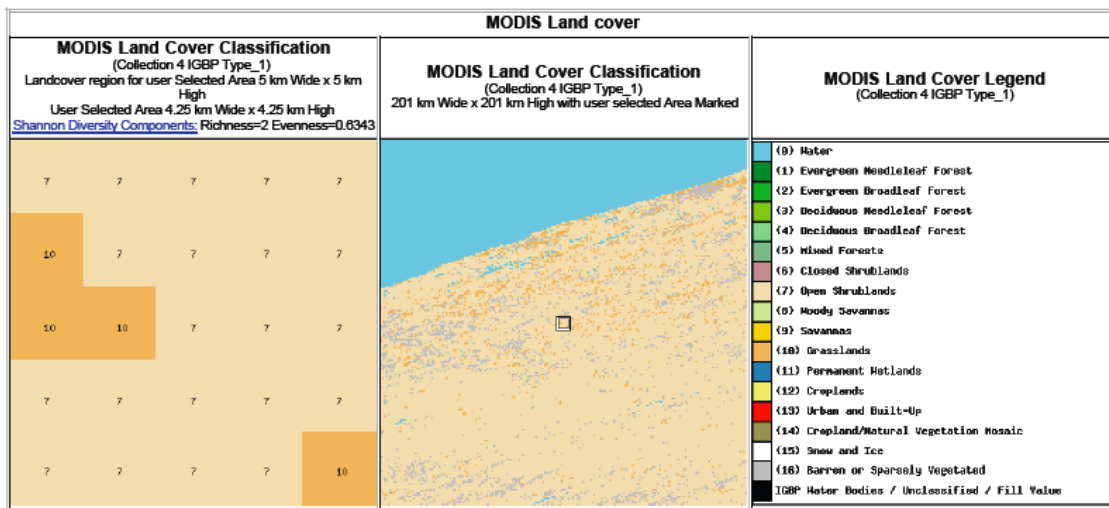 MODIS Land cover
MODIS Land Cover Classification
(Collection 4 IGBP Type_1)
Landcover region for user Selected Area 5 km Wide x 5 km
High
User Selected Area 4.25 km Wide x 4.25 km High
Shannon Diversity Components: Richness=2 Evenness=0.6343
7 7 7 7 7
10 7 7 7 7
10 10 7 7 7
7 7 7 7 7
7 7 7 7 10
MODIS Land Cover Classification
(Collection 4 IGBP Type_1)
201 km Wide x 201 km High with user selected Area Marked
MODIS Land Cover Legend
(Collection 4 IGBP Type_1)
(0) Water
(1) Evergreen Needleleaf Forest
(2) Evergreen Broadleaf Forest
(3) Deciduous Needleleaf Forest
(4) Deciduous Broadleaf Forest
(5) Mixed Forests
(6) Closed Shrublands
(7) Open Shrublands
(8) Woody Savannas
(9) Savannas
(10) Grasslands
(11) Permanent Wetlands
(12) Croplands
(13) Urban and Built-Up
(14) Cropland/Natural Vegetation Mosaic
(15) Snow and Ice
(16) Barren or Sparsely Vegetated
IGBP Water Bodies / Unclassified / Fill Value